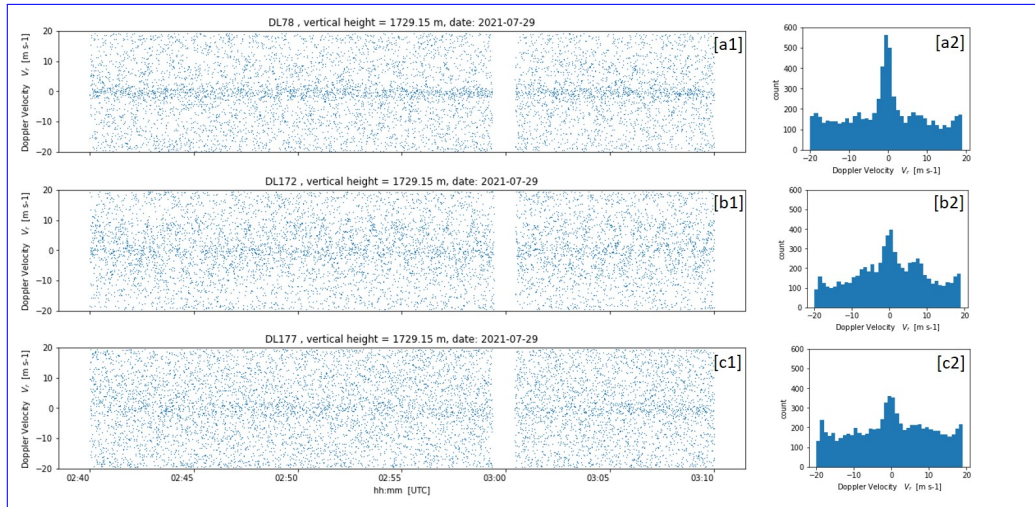 DL78 , vertical height = 1729.15 m, date: 2021-07-29
Doppler Velocity Vr [m s-1]
20
10
0
−10
−20
[a1]
[a2]
count
600
500
400
300
200
100
0
−20 −10 0 10 20
Doppler Velocity Vr [m s-1]
DL172 , vertical height = 1729.15 m, date: 2021-07-29
Doppler Velocity Vr [m s-1]
20
10
0
−10
−20
[b1]
[b2]
count
600
500
400
300
200
100
0
−20 −10 0 10 20
Doppler Velocity Vr [m s-1]
DL177 , vertical height = 1729.15 m, date: 2021-07-29
Doppler Velocity Vr [m s-1]
20
10
0
−10
−20
[c1]
02:40 02:45 02:50 02:55 03:00 03:05 03:10
hh:mm [UTC]
[c2]
count
600
500
400
300
200
100
0
−20 −10 0 10 20
Doppler Velocity Vr [m s-1]